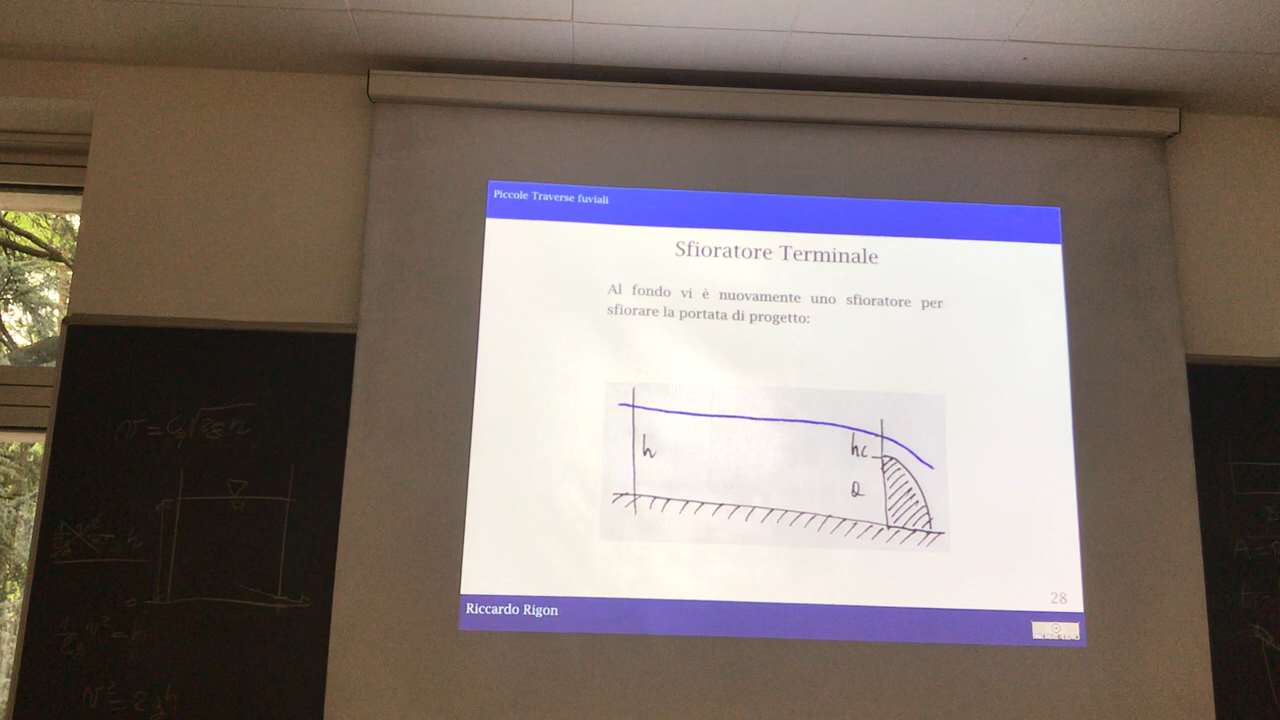 Piccole Traverse fuviali
Sfioratore Terminale
Al fondo vi è nuovamente uno sfioratore per
sfiorare la portata di progetto:
h
hc
28
Riccardo Rigon